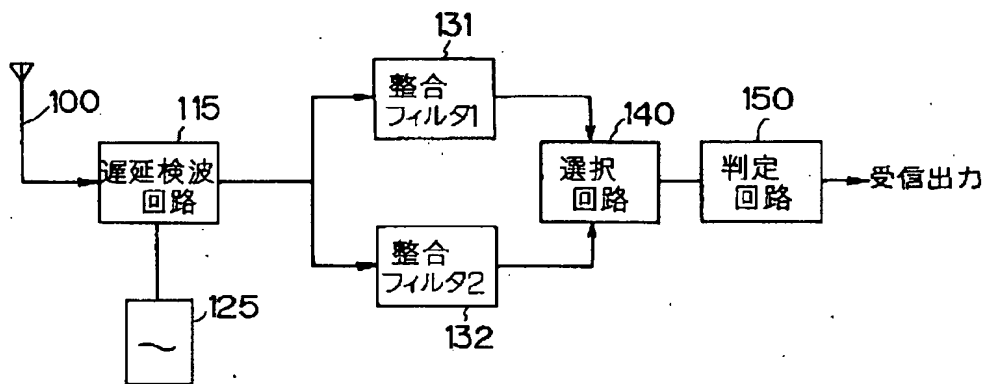 131
整合
フィルタ1
100
115
遅延検波
回路
140
選択
回路
150
判定
回路
受信出力
整合
フィルタ2
132
125